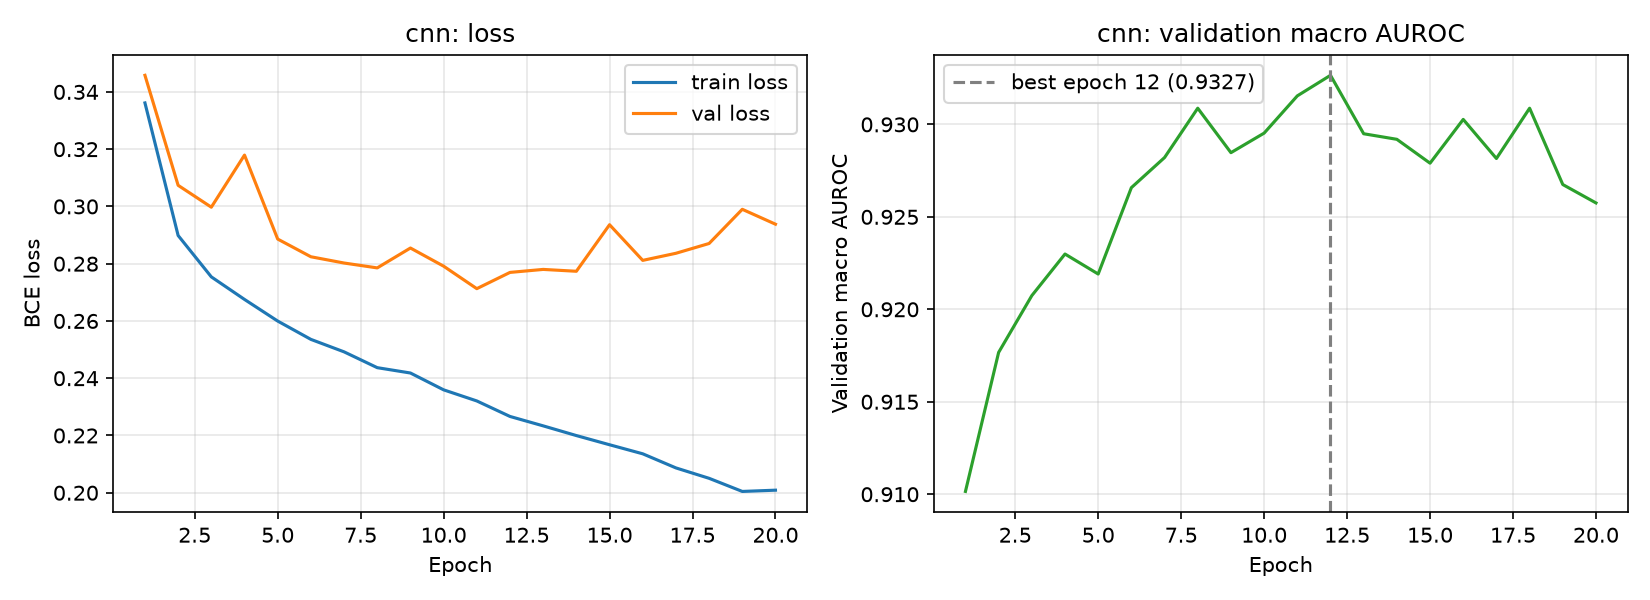 cnn: loss
train loss
val loss
BCE loss
0.34
0.32
0.30
0.28
0.26
0.24
0.22
0.20
2.5 5.0 7.5 10.0 12.5 15.0 17.5 20.0
Epoch
cnn: validation macro AUROC
best epoch 12 (0.9327)
Validation macro AUROC
0.930
0.925
0.920
0.915
0.910
2.5 5.0 7.5 10.0 12.5 15.0 17.5 20.0
Epoch